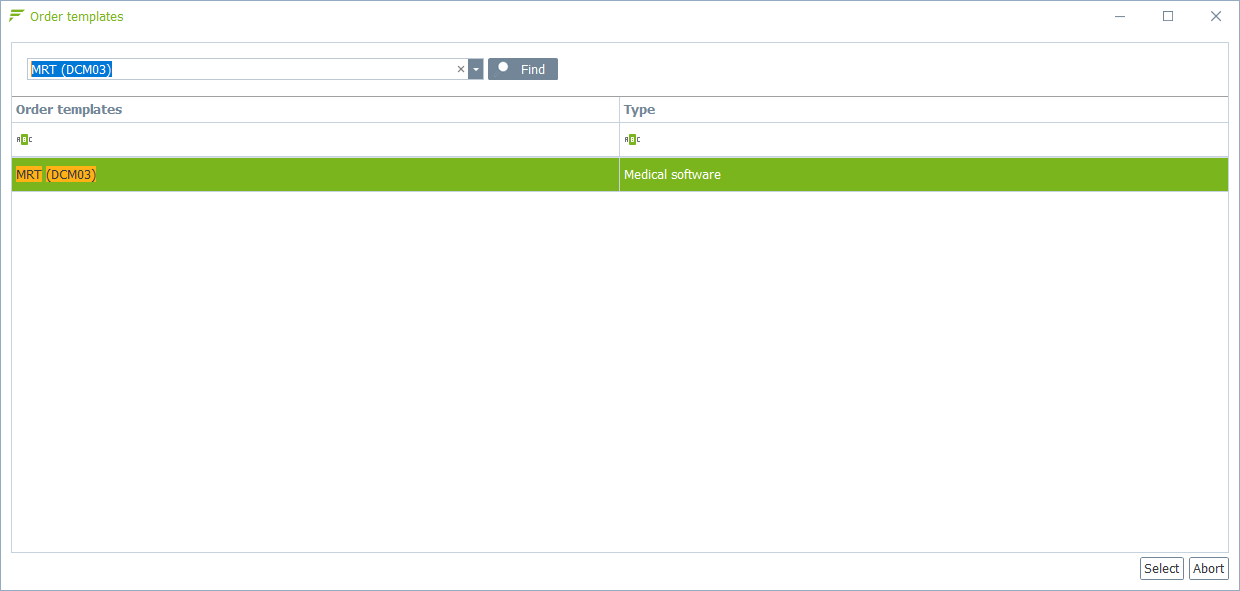 Order templates
MRT (DCM03)
Find
Order templates
Type
ABC
ABC
MRT (DCM03)
Medical software
Select
Abort